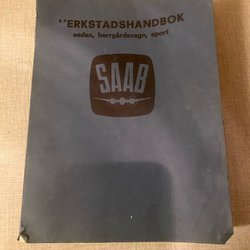 VERKSTADSHANDBOK
sedan, herrgårdsvagn, sport
SAAB